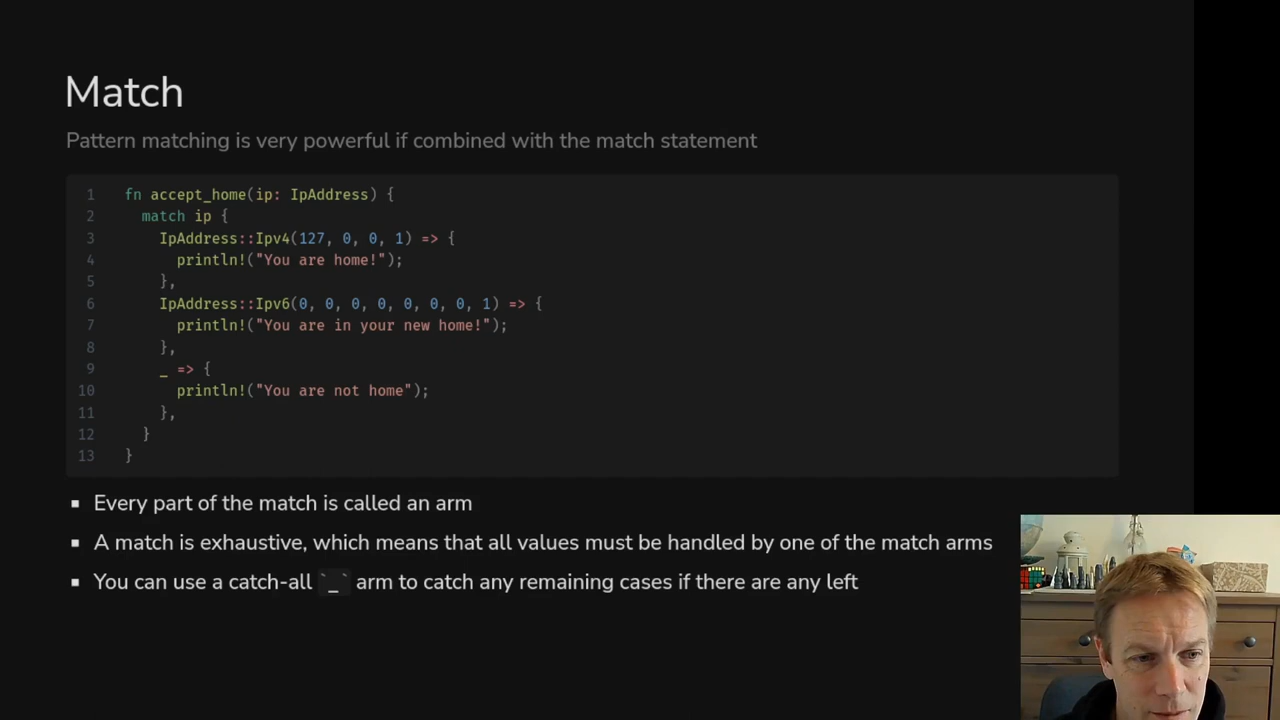 Match
Pattern matching is very powerful if combined with the match statement
1 fn accept_home(ip: IpAddress) {
2 match ip {
3 IpAddress::Ipv4(127, 0, 0, 1) => {
4 println!("You are home!");
5 },
6 IpAddress::Ipv6(0, 0, 0, 0, 0, 0, 0, 1) => {
7 println!("You are in your new home!");
8 },
9 _ => {
10 println!("You are not home");
11 },
12 }
13 }
▪ Every part of the match is called an arm
▪ A match is exhaustive, which means that all values must be handled by one of the match arms
▪ You can use a catch-all `_` arm to catch any remaining cases if there are any left